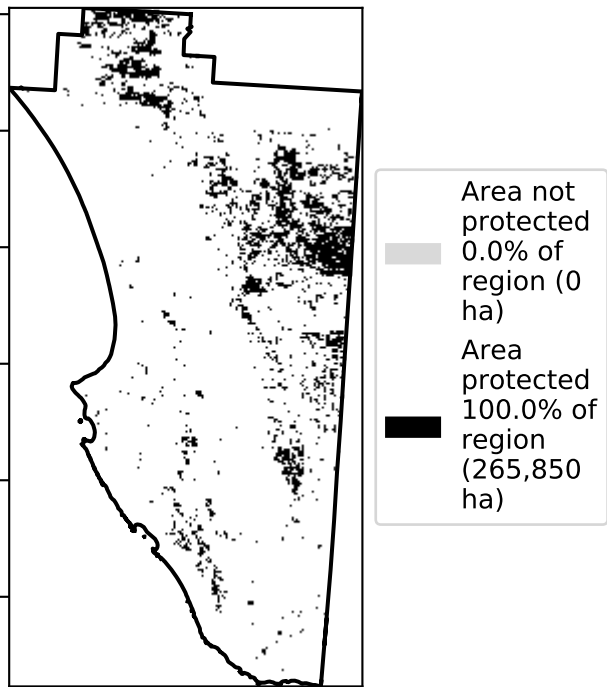 Area not
protected
0.0% of
region (0
ha)
Area
protected
100.0% of
region
(265,850
ha)